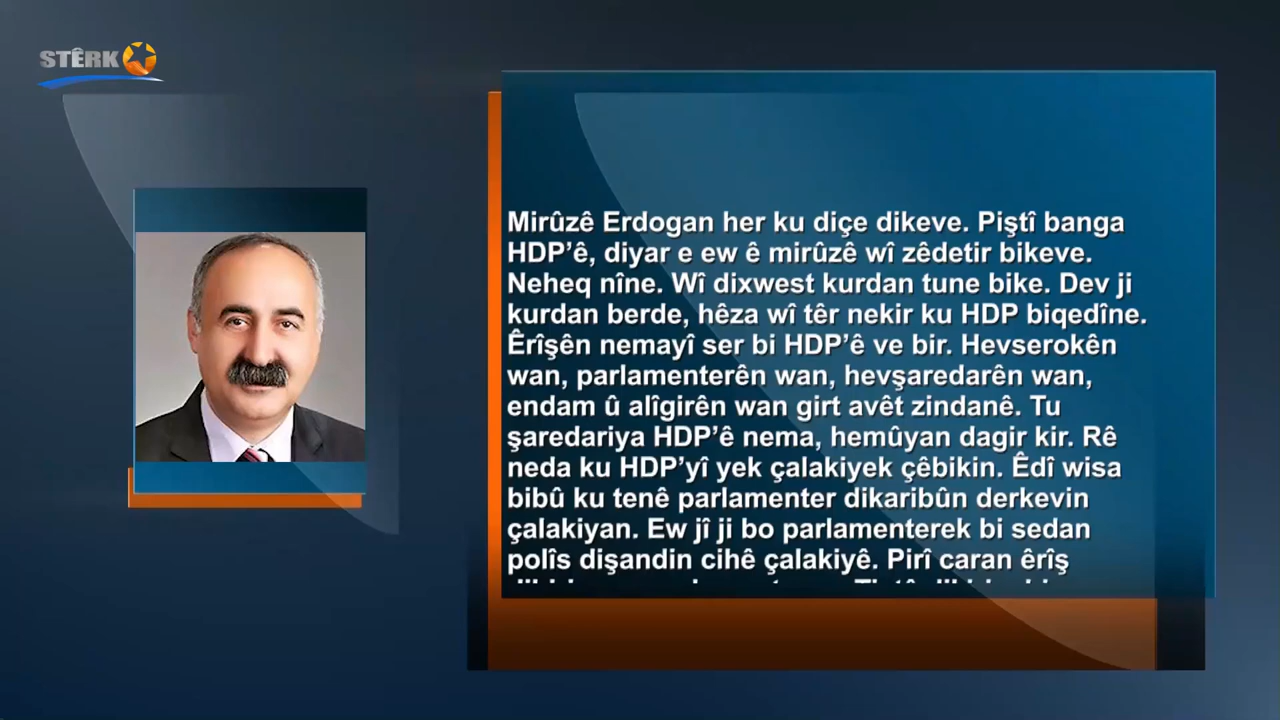 STÊRK
Mirûzê Erdogan her ku diçe dikeve. Piştî banga
HDP’ê, diyar e ew ê mirûzê wî zêdetir bikeve.
Neheq nîne. Wî dixwest kurdan tune bike. Dev ji
kurdan berde, hêza wî têr nekir ku HDP biqedîne.
Êrîşên nemayî ser bi HDP’ê ve bir. Hevserokên
wan, parlamenterên wan, hevşaredarên wan,
endam û alîgirên wan girt avêt zindanê. Tu
şaredariya HDP’ê nema, hemûyan dagir kir. Rê
neda ku HDP’yî yek çalakiyek çêbikin. Êdî wisa
bibû ku tenê parlamenter dikaribûn derkevin
çalakiyan. Ew jî ji bo parlamenterek bi sedan
polîs dişandin cihê çalakiyê. Pirî caran êrîş